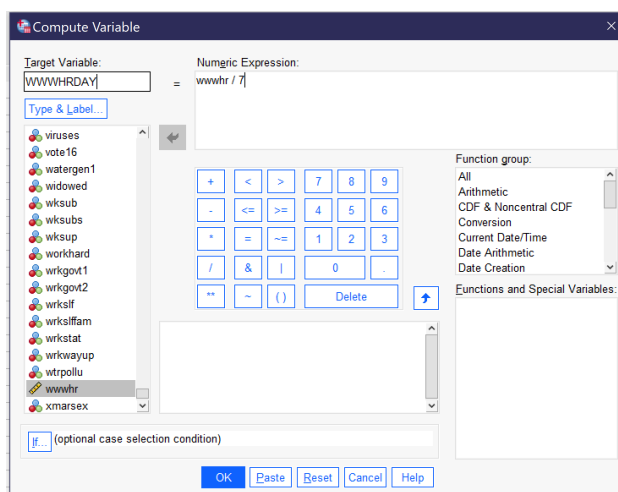 Compute Variable
Target Variable:
WWWHRDAY
=
Numeric Expression:
wwwhr / 7
Type & Label...
viruses
vote16
watergen1
widowed
wksub
wksubs
wksup
workhard
wrkgovt1
wrkgovt2
wrkslf
wrkslffam
wrkstat
wrkwayup
wtrpollu
wwwhr
xmarsex
+ < > 7 8 9
- <= >= 4 5 6
* = ~= 1 2 3
/ & | 0 .
** ~ ( ) Delete
Function group:
All
Arithmetic
CDF & Noncentral CDF
Conversion
Current Date/Time
Date Arithmetic
Date Creation
Functions and Special Variables:
If... (optional case selection condition)
OK Paste Reset Cancel Help